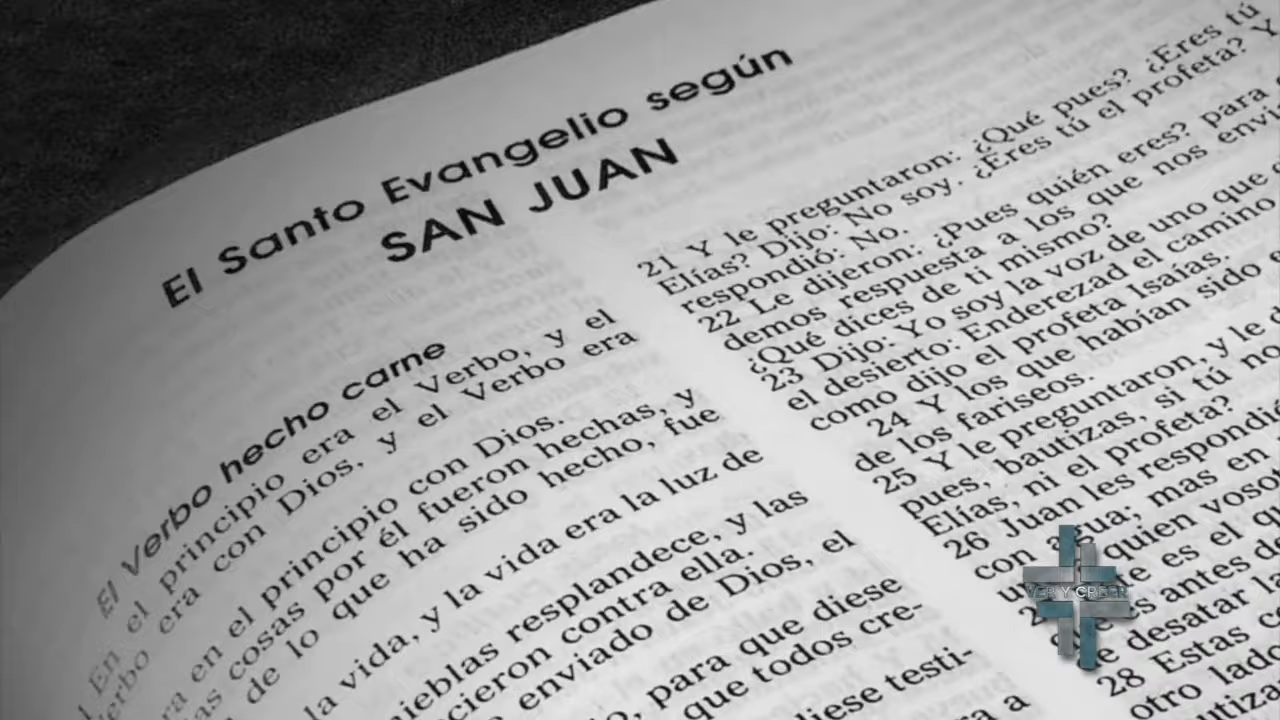 El Santo Evangelio según
SAN JUAN
El Verbo hecho carne
En el principio era el Verbo, y el
era con Dios, y el Verbo era
en el principio con Dios.
cosas por él fueron hechas, y
de lo que ha sido hecho, fue
la vida, y la vida era la luz de
resplandece, y las
contra ella.
enviado de Dios, el
para que diese
que todos cre-
diese testi-
a
21 Y le preguntaron: ¿Qué pues? ¿Eres tú
Elías? Dijo: No soy. ¿Eres tú el profeta? Y
respondió: No.
22 Le dijeron: ¿Pues quién eres? para
demos respuesta a los que nos
¿Qué dices de ti mismo?
23 Dijo: Yo soy la voz de uno que
el desierto: Enderezad el camino
como dijo el profeta Isaías.
24 Y los que habían sido
de los fariseos.
25 Y le preguntaron, y le
pues, bautizas, si tú no
Elías, ni el profeta?
26 Juan les
con agua; mas en
quien
es el
antes
desatar la
28 Estas
otro lado
VER Y CREER